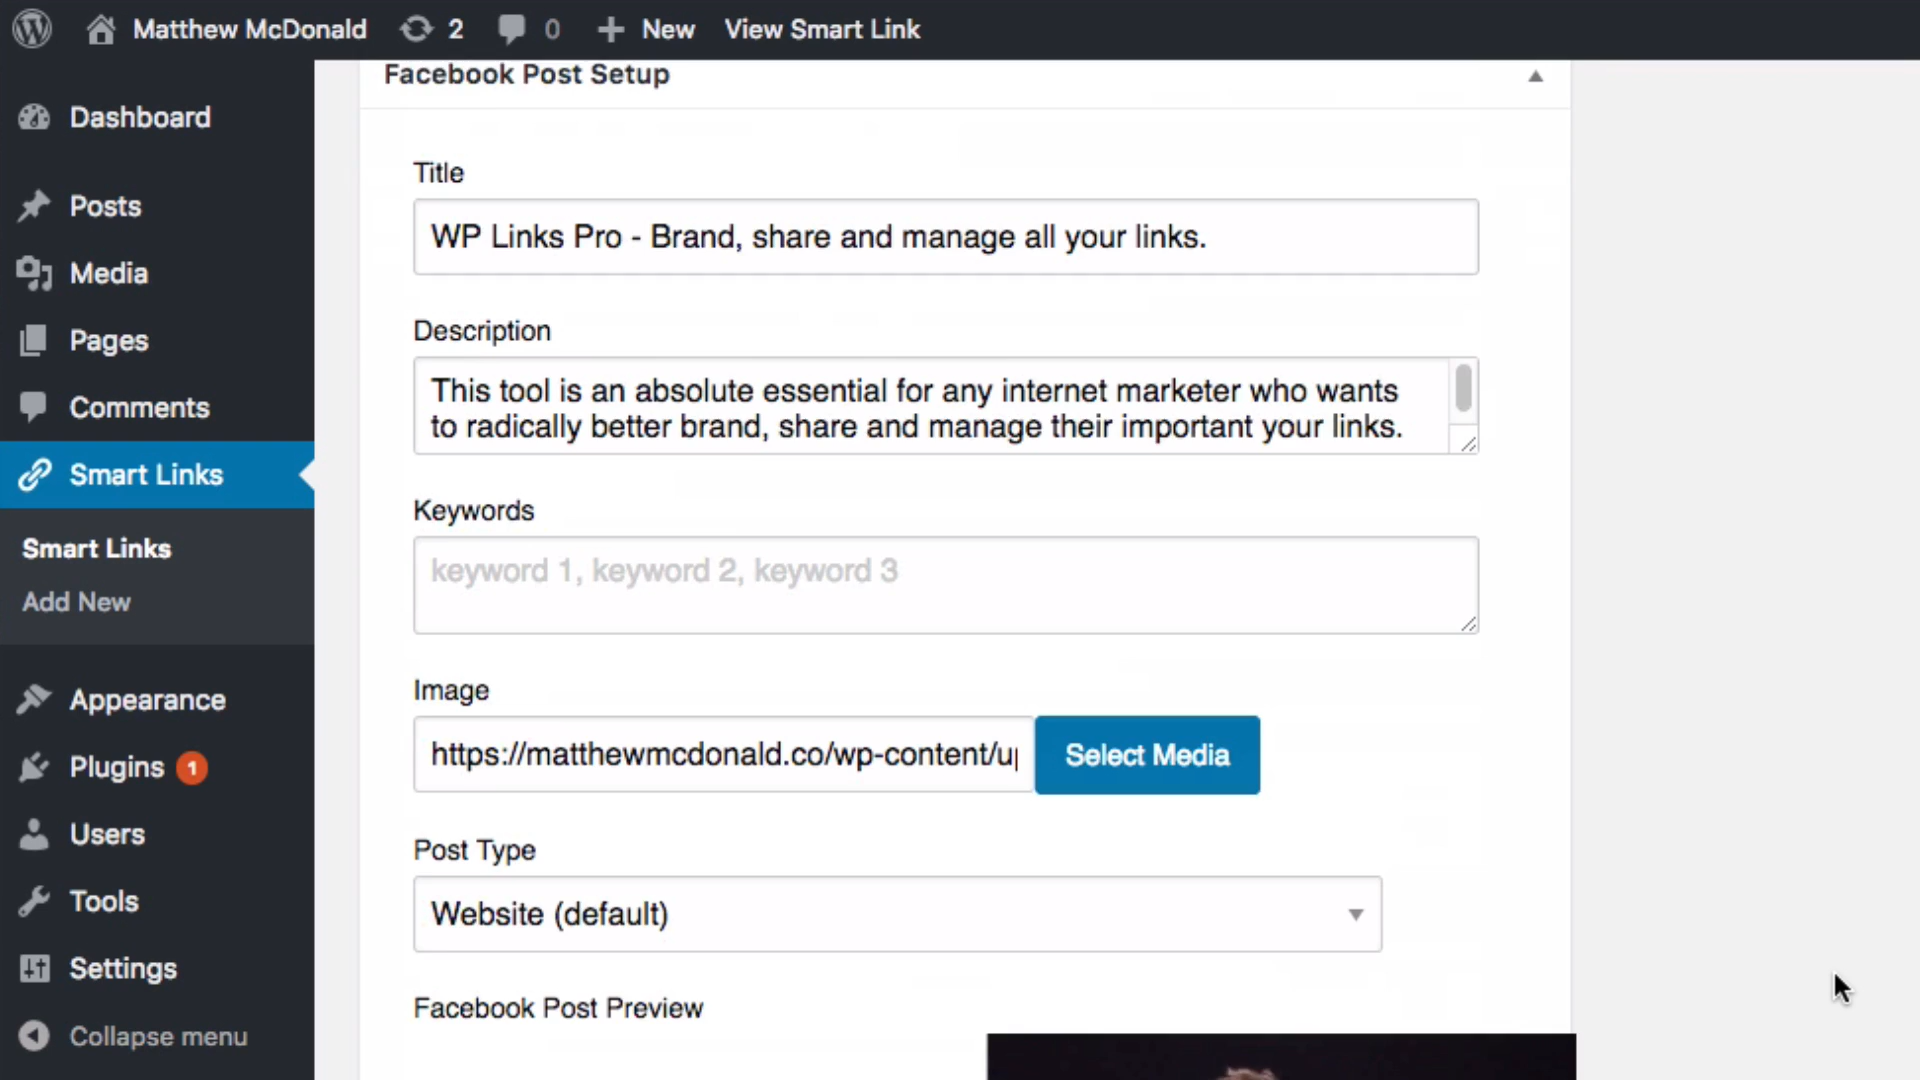 Matthew McDonald 2 0 New View Smart Link
Dashboard
Posts
Media
Pages
Comments
Smart Links
Smart Links
Add New
Appearance
Plugins 1
Users
Tools
Settings
Collapse menu
Facebook Post Setup
Title
WP Links Pro - Brand, share and manage all your links.
Description
This tool is an absolute essential for any internet marketer who wants
to radically better brand, share and manage their important your links.
Keywords
keyword 1, keyword 2, keyword 3
Image
https://matthewmcdonald.co/wp-content/u
Select Media
Post Type
Website (default)
Facebook Post Preview